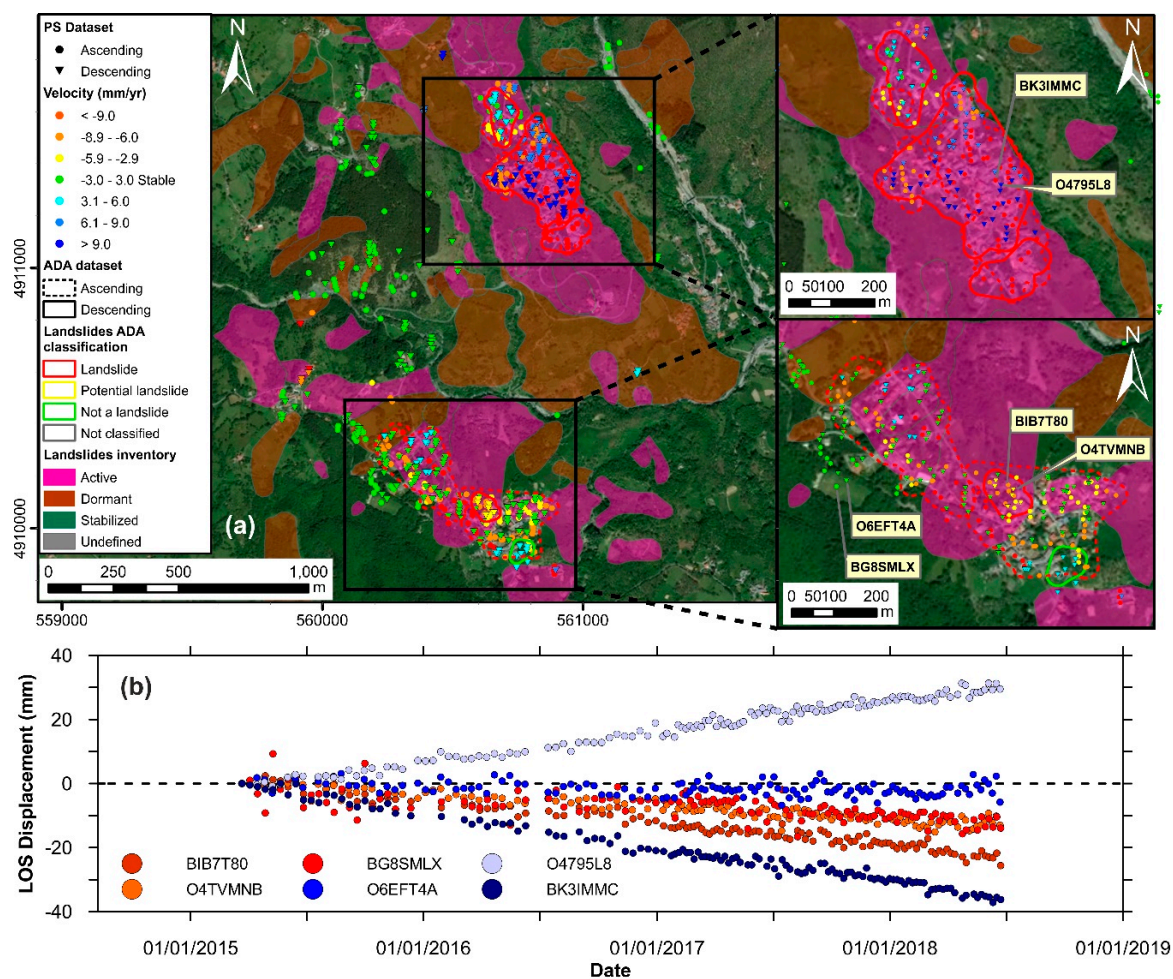 PS Dataset
Ascending
Descending
Velocity (mm/yr)
< -9.0
-8.9 - -6.0
-5.9 - -2.9
-3.0 - 3.0 Stable
3.1 - 6.0
6.1 - 9.0
> 9.0
ADA dataset
Ascending
Descending
Landslides ADA
classification
Landslide
Potential landslide
Not a landslide
Not classified
Landslides inventory
Active
Dormant
Stabilized
Undefined
0 250 500 1,000
m
N
(a)
4911000
4910000
559000 560000 561000
N
BK3IMMC
O4795L8
0 50100 200
m
N
BIB7T80
O4TVMNB
O6EFT4A
BG8SMLX
0 50100 200
m
(b)
LOS Displacement (mm)
40
20
0
-20
-40
BIB7T80 BG8SMLX O4795L8
O4TVMNB O6EFT4A BK3IMMC
01/01/2015 01/01/2016 01/01/2017 01/01/2018 01/01/2019
Date